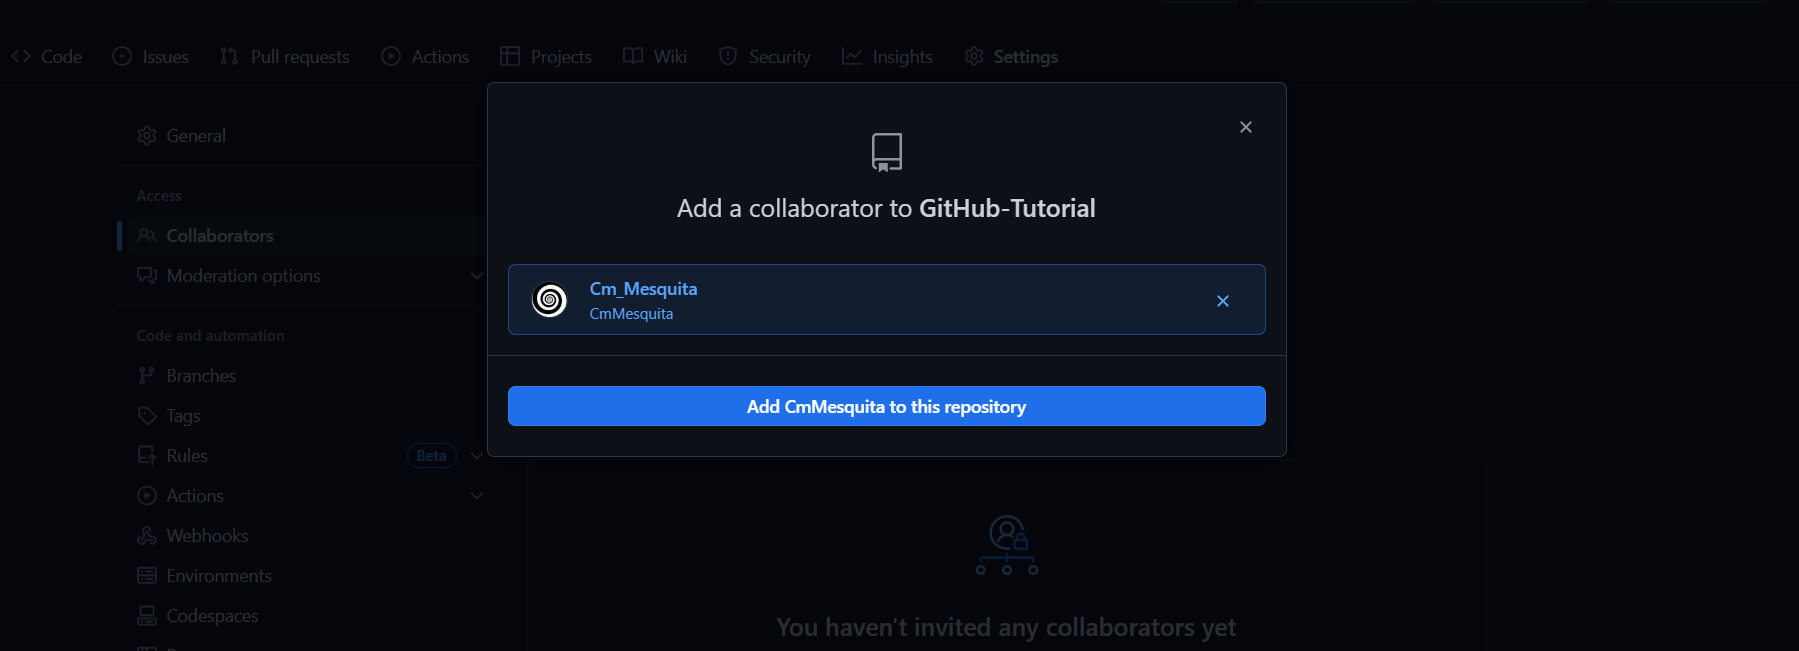 Code Issues Pull requests Actions Projects Wiki Security Insights Settings
General
Access
Collaborators
Moderation options
Code and automation
Branches
Tags
Rules Beta
Actions
Webhooks
Environments
Codespaces
Add a collaborator to GitHub-Tutorial
Cm_Mesquita
CmMesquita
Add CmMesquita to this repository
You haven't invited any collaborators yet